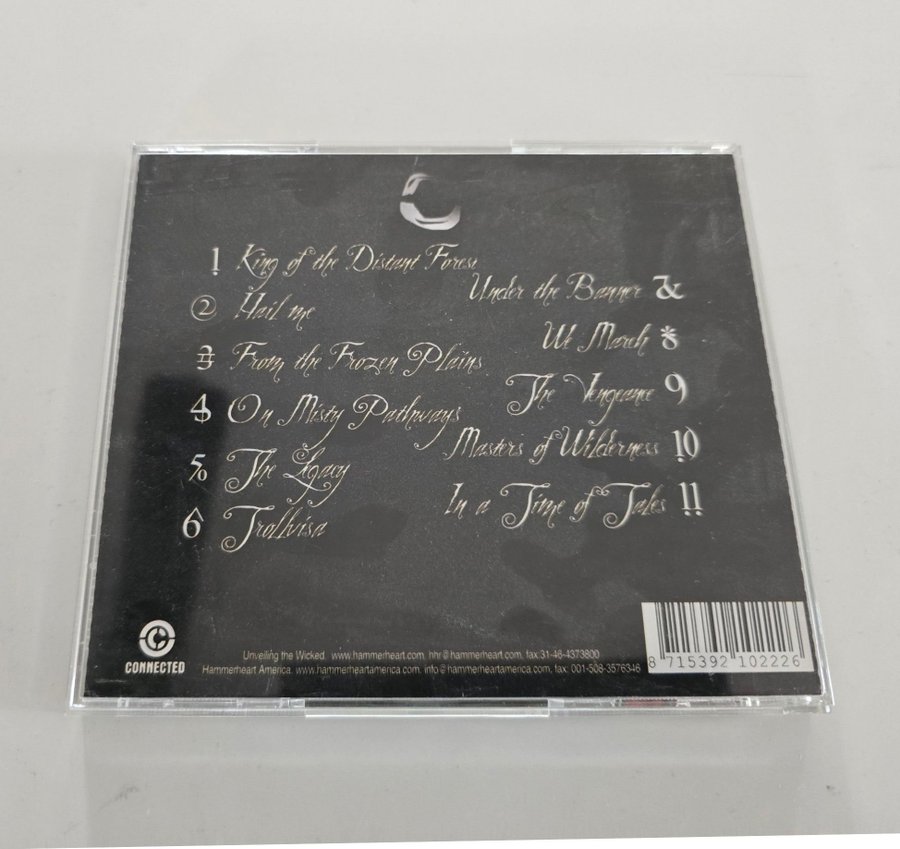 1 King of the Distant Forest
2 Hail me
3 From the Frozen Plains
4 On Misty Pathways
5 The Legacy
6 Trollvisa
Under the Banner 7
We March 8
The Vengeance 9
Masters of Wilderness 10
In a Time of Tales 11
CONNECTED
Unveiling the Wicked. www.hammerheart.com, hhr@hammerheart.com, fax:31-46-4373800
Hammerheart America. www.hammerheartamerica.com. info@hammerheartamerica.com, fax: 001-508-3576346
8 715392 102226